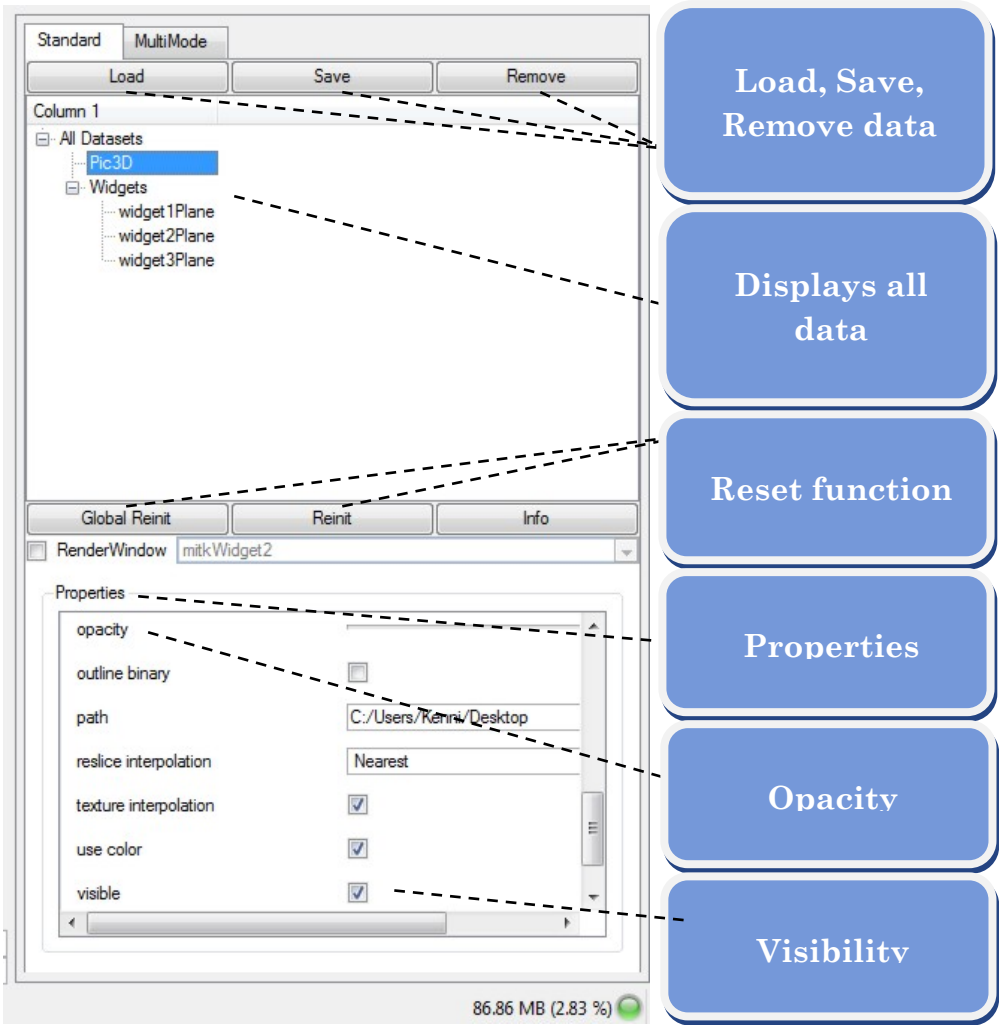 Standard MultiMode
Load Save Remove
Column 1
All Datasets
Pic3D
Widgets
widget1Plane
widget2Plane
widget3Plane
Global Reinit Reinit Info
RenderWindow mitkWidget2
Properties
opacity
outline binary
path C:/Users/Kenni/Desktop
reslice interpolation Nearest
texture interpolation
use color
visible
86.86 MB (2.83 %)
Load, Save,
Remove data
Displays all
data
Reset function
Properties
Opacity
Visibility